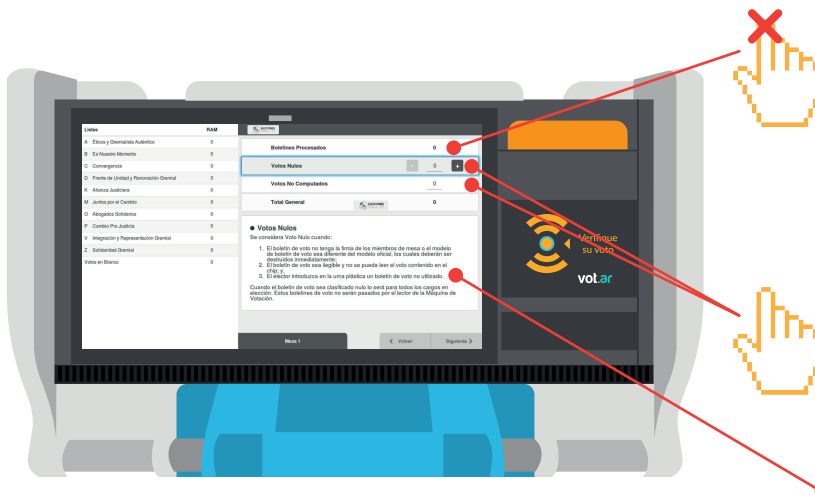 Listas RAM
A Éticos y Gremialista Auténtico 0
B Es Nuestro Momento 0
C Convergencia 0
D Frente de Unidad y Renovación Gremial 0
K Alianza Justiciera 0
M Juntos por el Cambio 0
O Abogados Solidarios 0
P Cambio Pro Justicia 0
V Integración y Representación Gremial 0
Z Solidaridad Gremial 0
Votos en Blanco 0
ELECCIONES
Boletines Procesados 0
Votos Nulos - 0 +
Votos No Computados 0
Total General 0
ELECCIONES
Votos Nulos
Se considera Voto Nulo cuando:
1. El boletín de voto no tenga la firma de los miembros de mesa o el modelo
de boletín de voto sea diferente del modelo oficial, los cuales deberán ser
destruidos inmediatamente;
2. El boletín de voto sea ilegible y no se pueda leer el voto contenido en el
chip; y,
3. El elector introduzca en la urna plástica un boletín de voto no utilizado.
Cuando el boletín de voto sea clasificado nulo lo será para todos los cargos en
elección. Estos boletines de voto no serán pasados por el lector de la Máquina de
Votación.
Mesa 1
Volver
Siguiente
Verifique
su voto
vot.ar